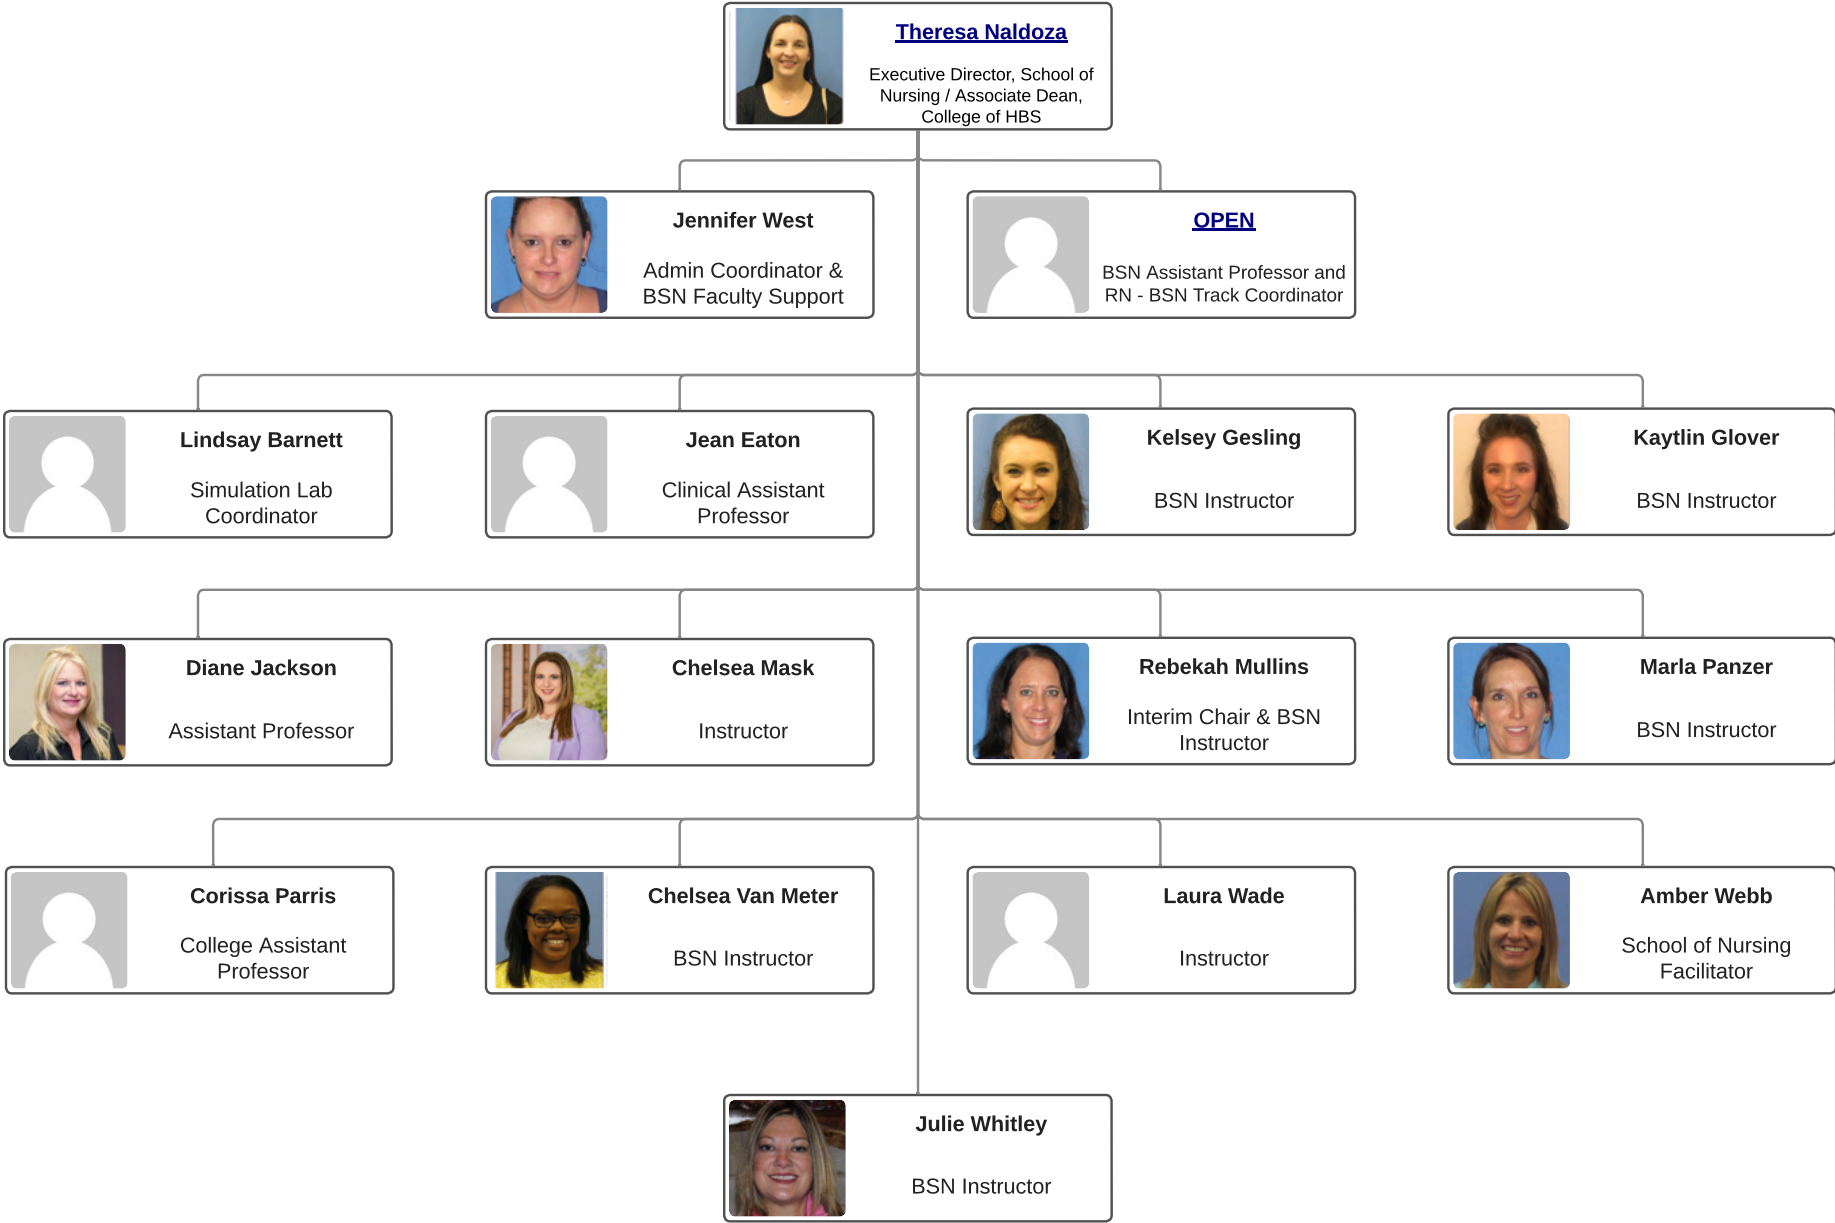 Theresa Naldoza
Executive Director, School of
Nursing / Associate Dean,
College of HBS
Jennifer West
Admin Coordinator &
BSN Faculty Support
OPEN
BSN Assistant Professor and
RN - BSN Track Coordinator
Lindsay Barnett
Simulation Lab
Coordinator
Jean Eaton
Clinical Assistant
Professor
Kelsey Gesling
BSN Instructor
Kaytlin Glover
BSN Instructor
Diane Jackson
Assistant Professor
Chelsea Mask
Instructor
Rebekah Mullins
Interim Chair & BSN
Instructor
Marla Panzer
BSN Instructor
Corissa Parris
College Assistant
Professor
Chelsea Van Meter
BSN Instructor
Laura Wade
Instructor
Amber Webb
School of Nursing
Facilitator
Julie Whitley
BSN Instructor